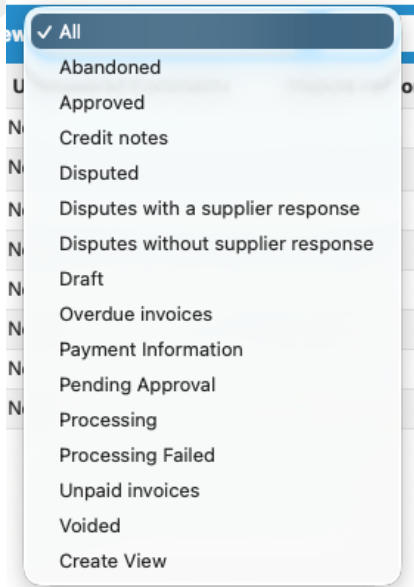 ✓ All
Abandoned
Approved
Credit notes
Disputed
Disputes with a supplier response
Disputes without supplier response
Draft
Overdue invoices
Payment Information
Pending Approval
Processing
Processing Failed
Unpaid invoices
Voided
Create View